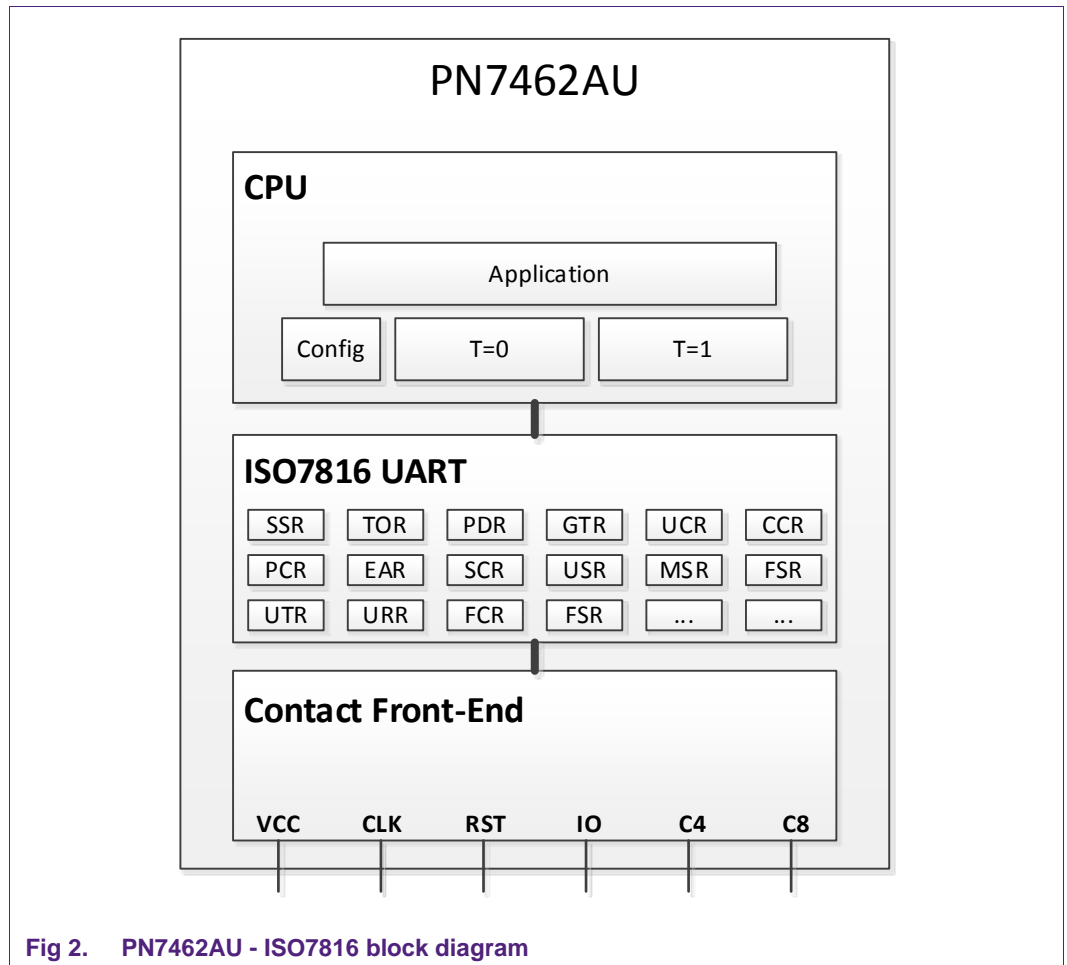 PN7462AU
CPU
Application
Config T=0 T=1
ISO7816 UART
SSR TOR PDR GTR UCR CCR
PCR EAR SCR USR MSR FSR
UTR URR FCR FSR ... ...
Contact Front-End
VCC CLK RST IO C4 C8
Fig 2. PN7462AU - ISO7816 block diagram